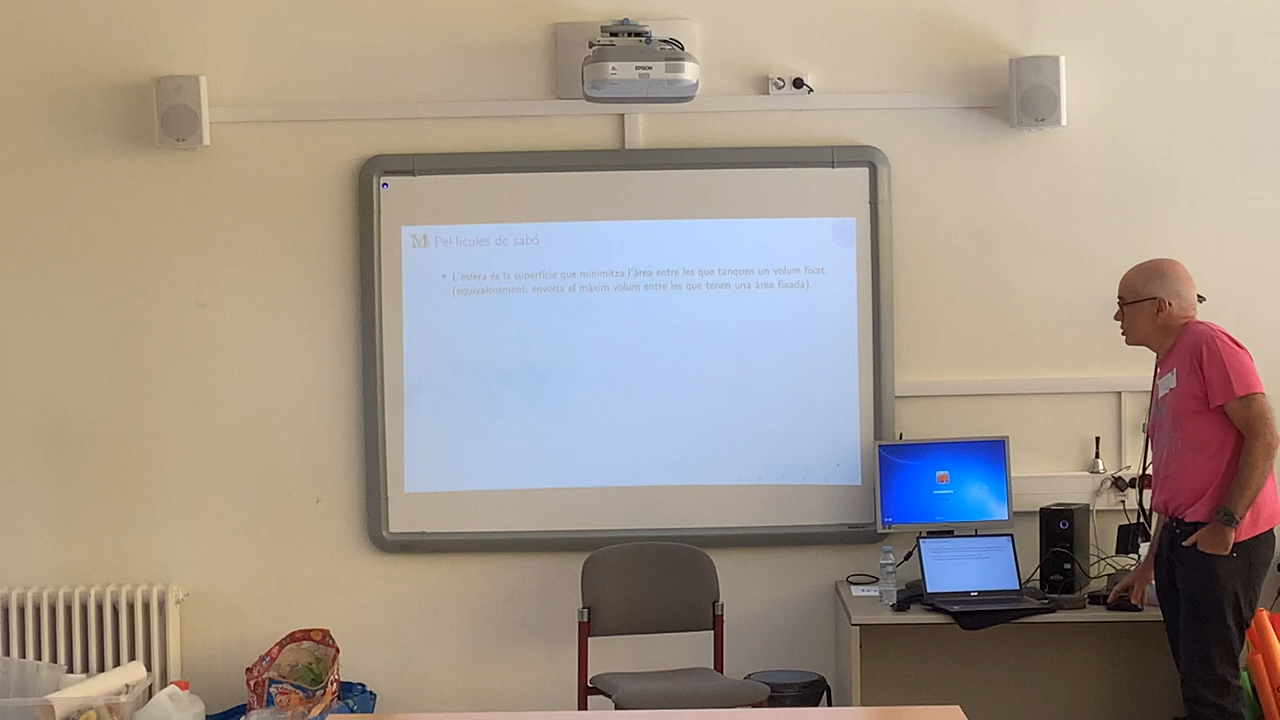 EPSON
M Pel·lícules de sabó
L'esfera és la superfície que minimitza l'àrea entre les que tanquen un volum fixat.
(equivalentment, envolta el màxim volum entre les que tenen una àrea fixada)